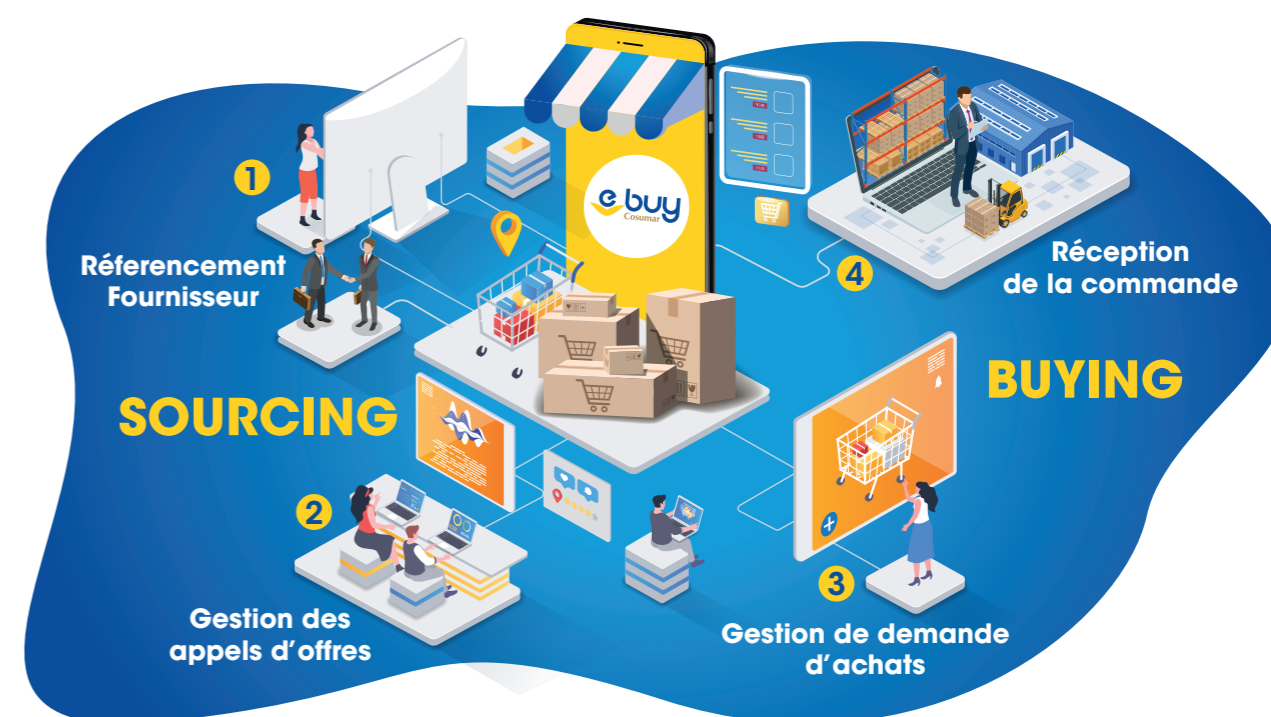 1
Réferencement
Fournisseur
SOURCING
2
Gestion des
appels d'offres
e buy
Cosumar
4
Réception
de la commande
BUYING
3
Gestion de demande
d'achats